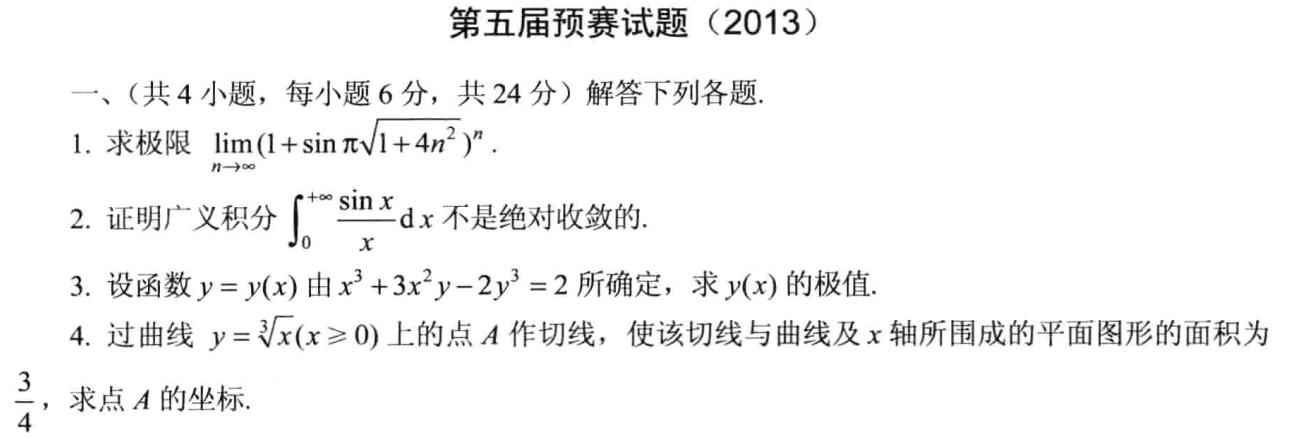 第五届预赛试题（2013）
一、（共 4 小题，每小题 6 分，共 24 分）解答下列各题.
1. 求极限 $\lim_{n\to\infty}(1+\sin\pi\sqrt{1+4n^2})^n$.
2. 证明广义积分 $\int_0^{+\infty}\frac{\sin x}{x}\mathrm{d}x$ 不是绝对收敛的.
3. 设函数 $y=y(x)$ 由 $x^3+3x^2y-2y^3=2$ 所确定，求 $y(x)$ 的极值.
4. 过曲线 $y=\sqrt[3]{x}(x\geqslant 0)$ 上的点 $A$ 作切线，使该切线与曲线及 $x$ 轴所围成的平面图形的面积为
$\frac{3}{4}$，求点 $A$ 的坐标.